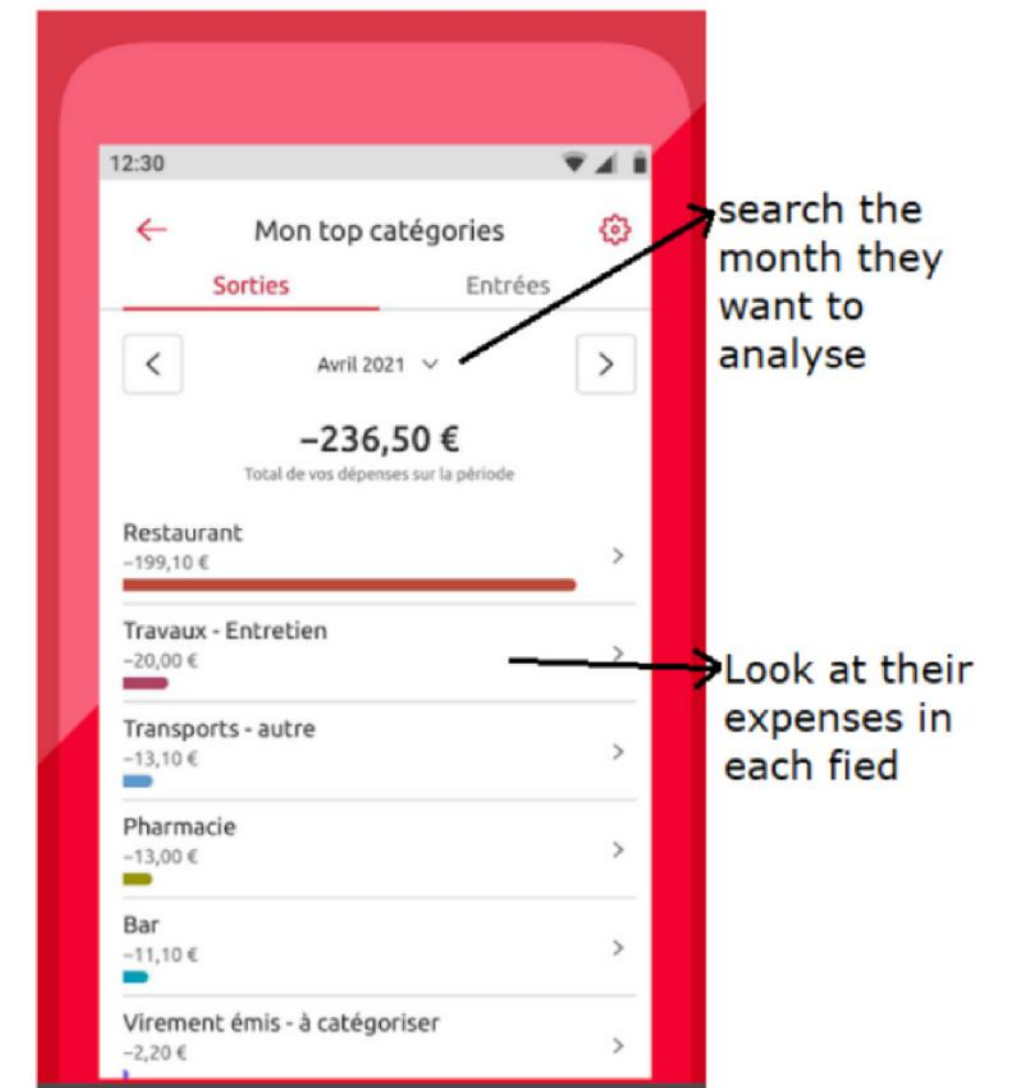 12:30
Mon top catégories
Sorties Entrées
Avril 2021
−236,50 €
Total de vos dépenses sur la période
Restaurant
−199,10 €
Travaux - Entretien
−20,00 €
Transports - autre
−13,10 €
Pharmacie
−13,00 €
Bar
−11,10 €
Virement émis - à catégoriser
−2,20 €
search the
month they
want to
analyse
Look at their
expenses in
each fied